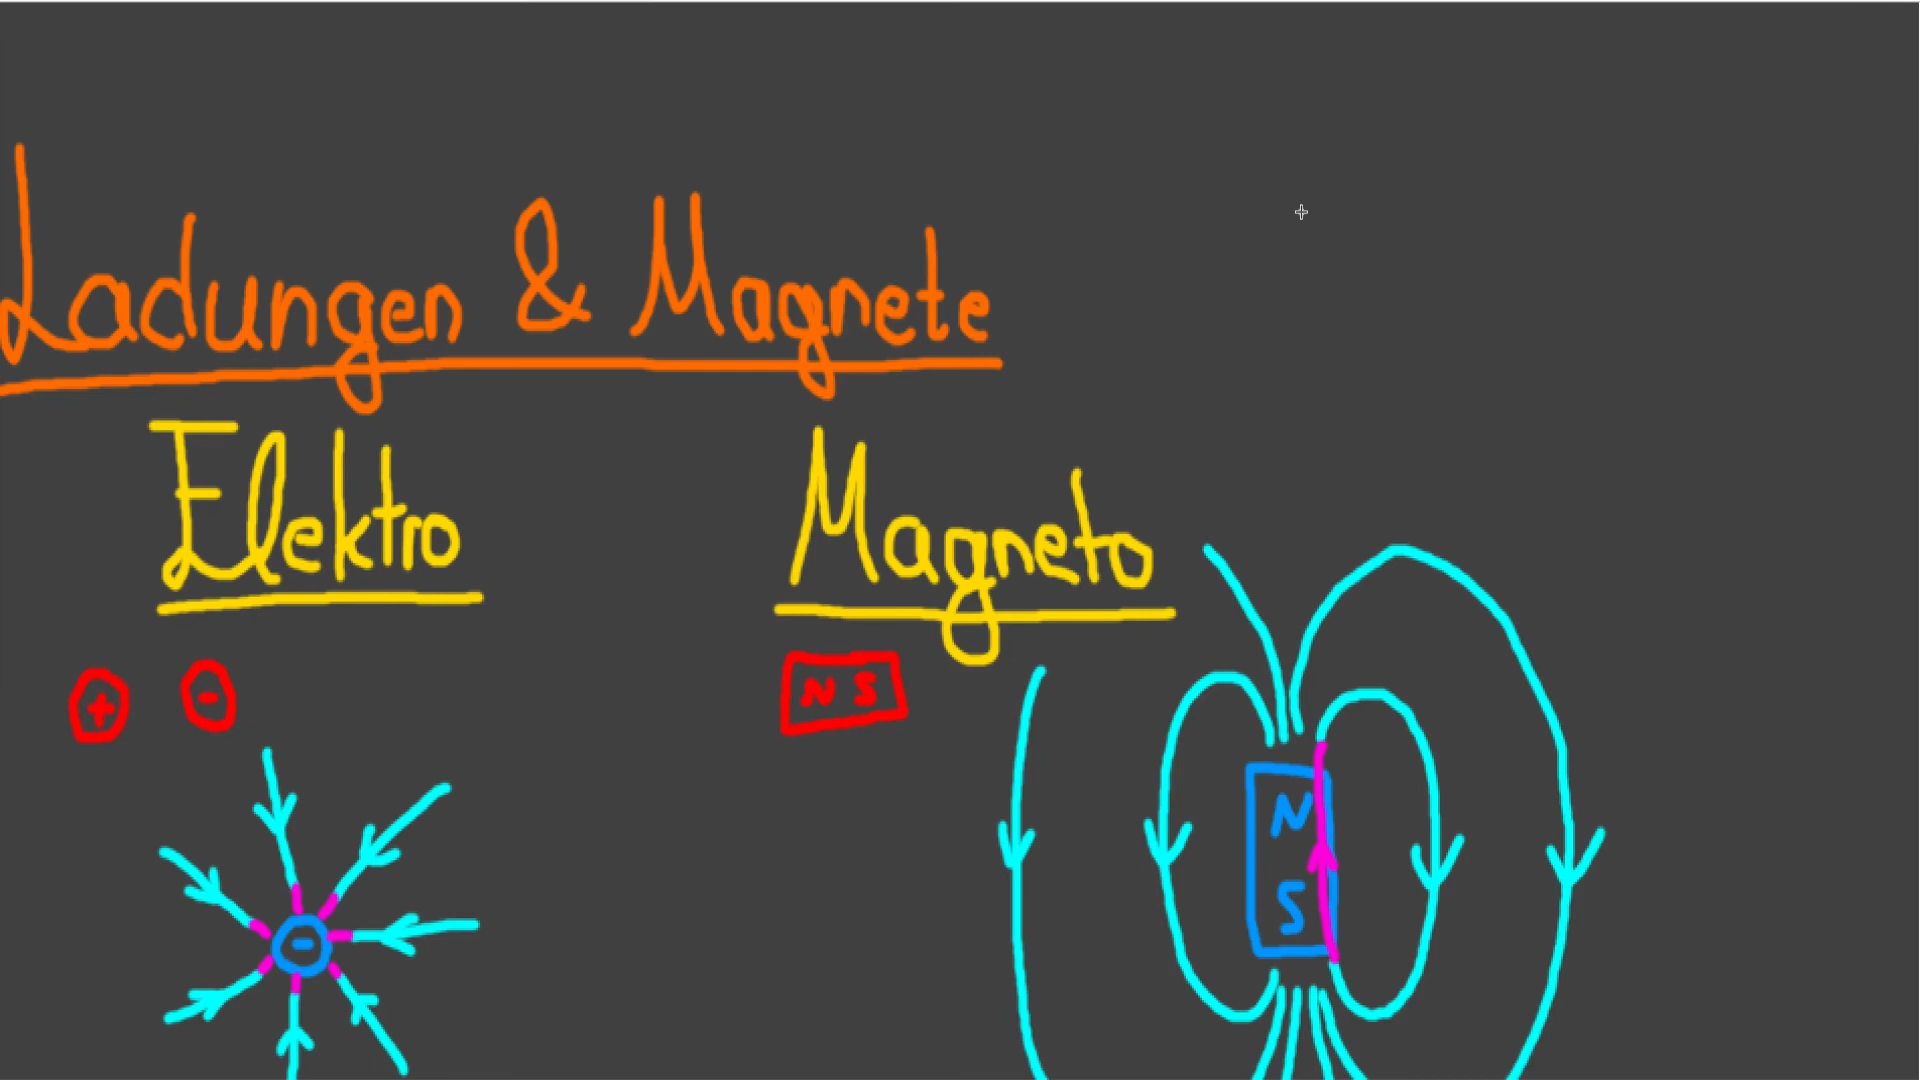 Ladungen & Magnete
Elektro
Magneto
+ -
N S
N
S
-